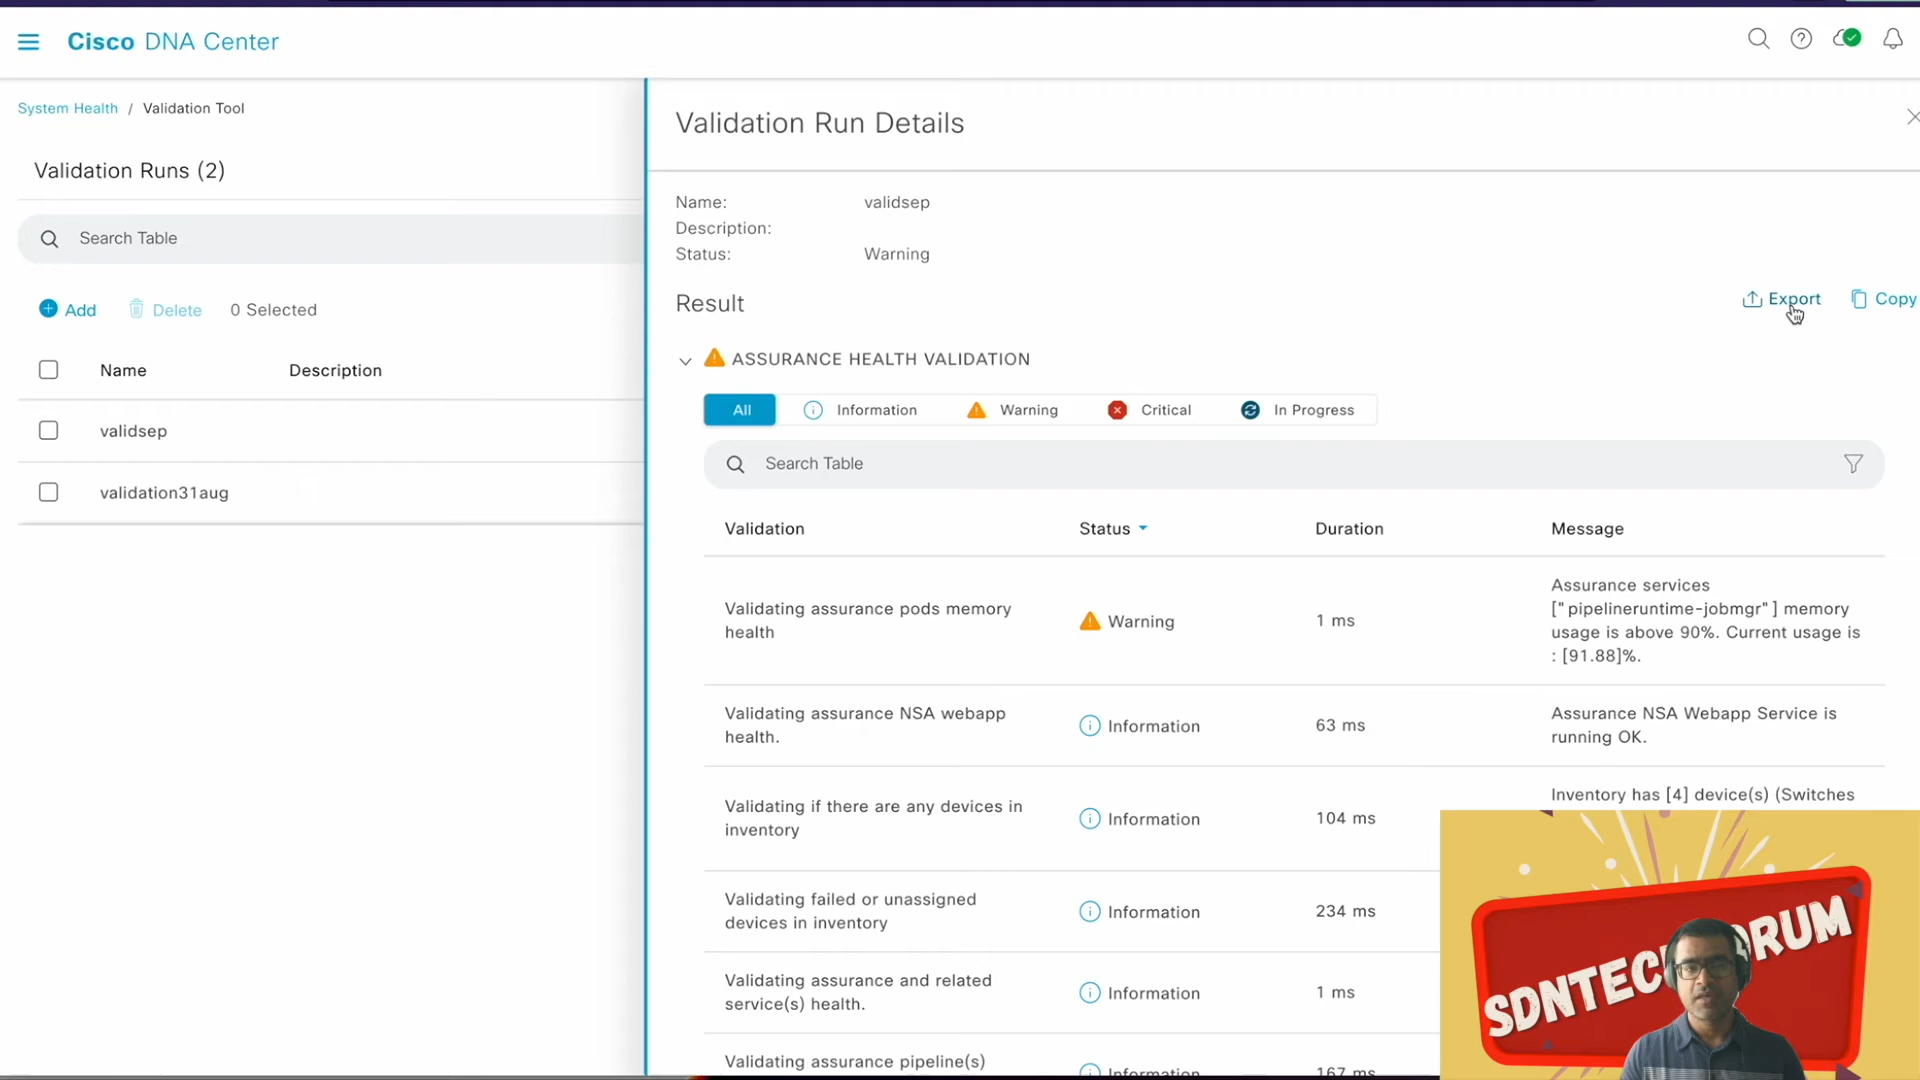 Cisco DNA Center
System Health / Validation Tool
Validation Runs (2)
Search Table
Add Delete 0 Selected
Name Description
validsep
validation31aug
Validation Run Details
Name: validsep
Description:
Status: Warning
Result
Export Copy
ASSURANCE HEALTH VALIDATION
All Information Warning Critical In Progress
Search Table
Validation Status Duration Message
Validating assurance pods memory
health
Warning
1 ms
Assurance services
["pipelineruntime-jobmgr"] memory
usage is above 90%. Current usage is
: [91.88]%.
Validating assurance NSA webapp
health.
Information
63 ms
Assurance NSA Webapp Service is
running OK.
Validating if there are any devices in
inventory
Information
104 ms
Inventory has [4] device(s) (Switches
Validating failed or unassigned
devices in inventory
Information
234 ms
Validating assurance and related
service(s) health.
Information
1 ms
Validating assurance pipeline(s)
Information
167 ms